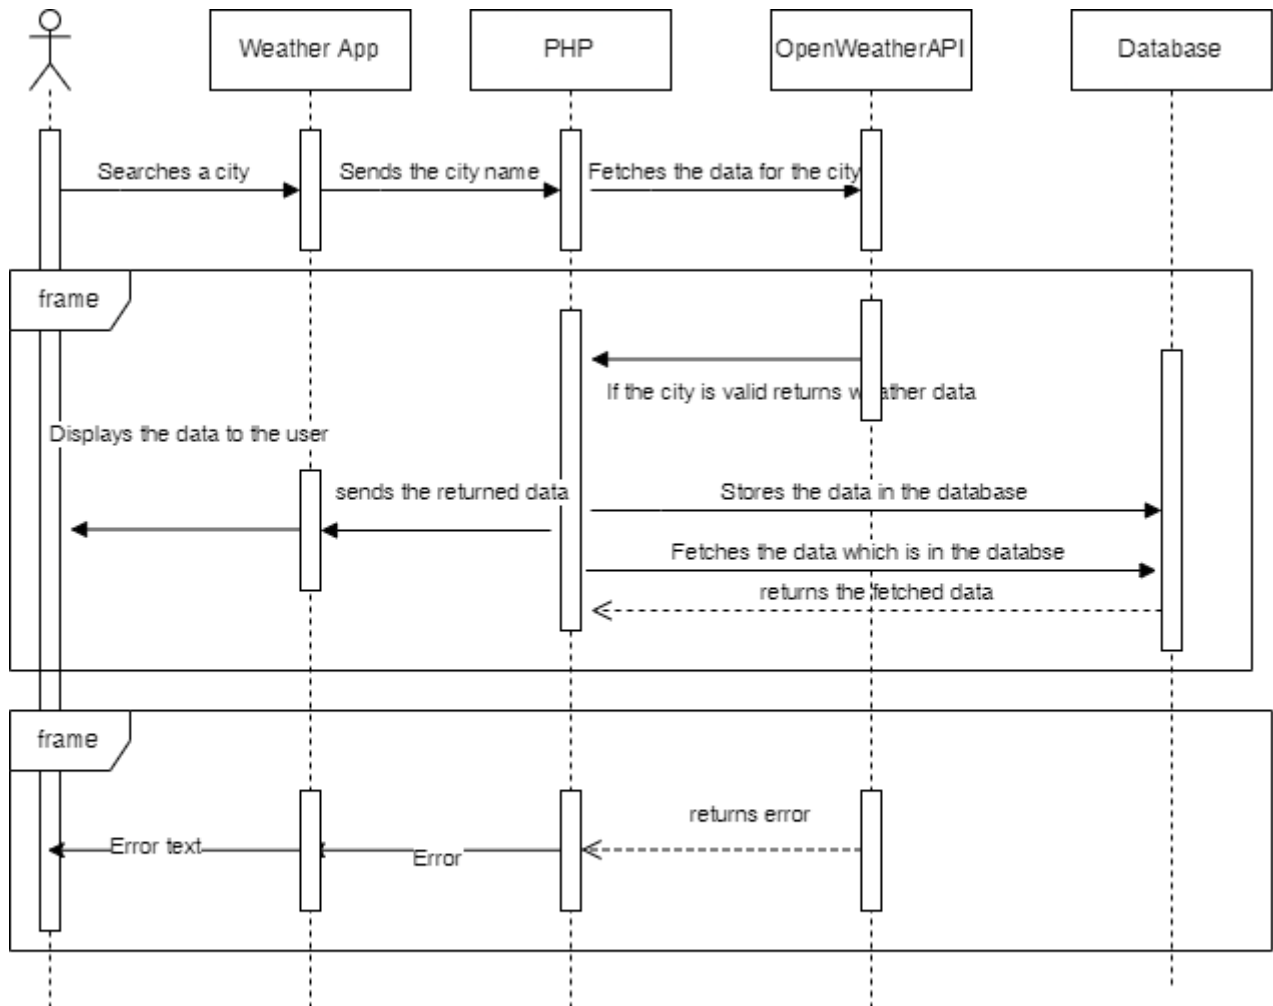 Weather App
PHP
OpenWeatherAPI
Database
Searches a city
Sends the city name
Fetches the data for the city
frame
If the city is valid returns weather data
Displays the data to the user
sends the returned data
Stores the data in the database
Fetches the data which is in the databse
returns the fetched data
frame
returns error
Error text
Error